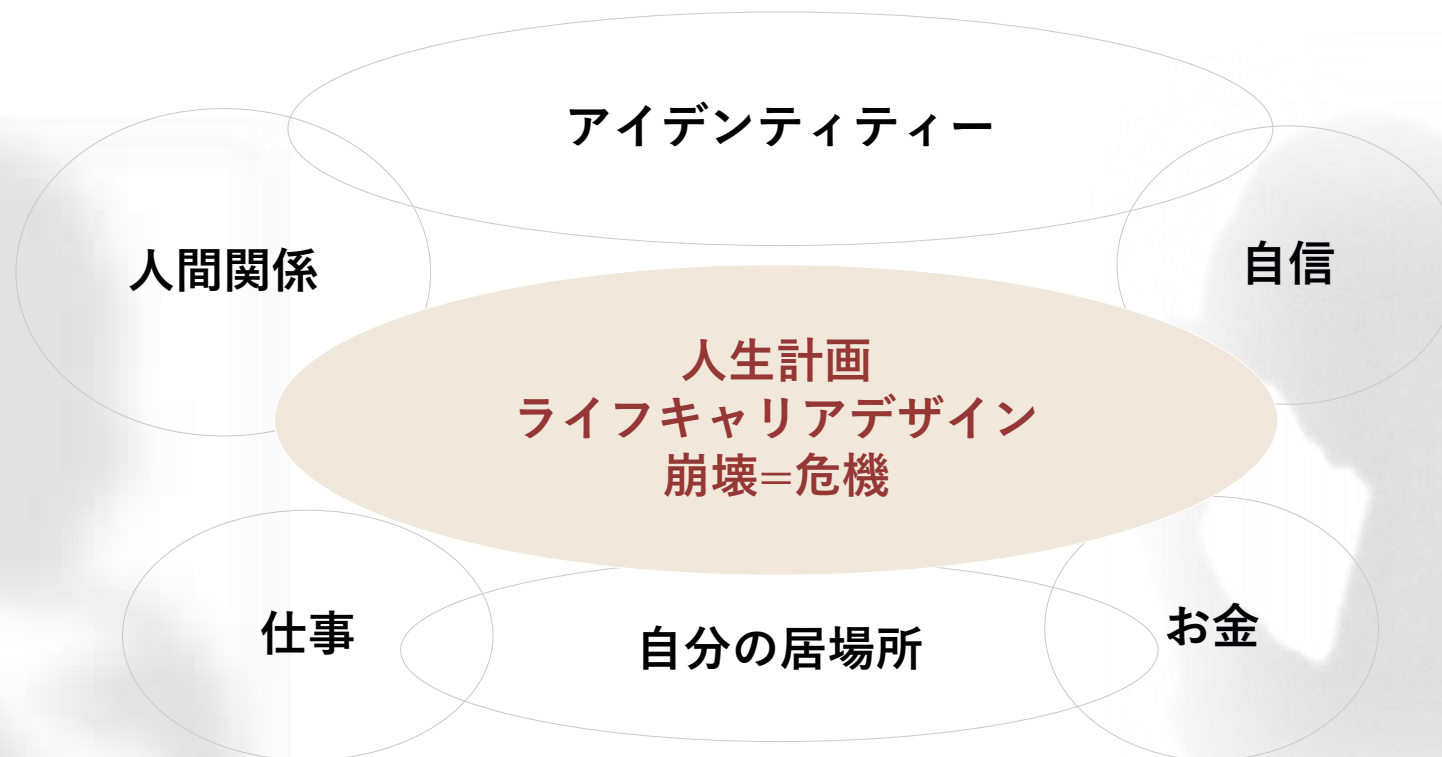 アイデンティティー
人間関係
自信
人生計画
ライフキャリアデザイン
崩壊=危機
仕事
自分の居場所
お金